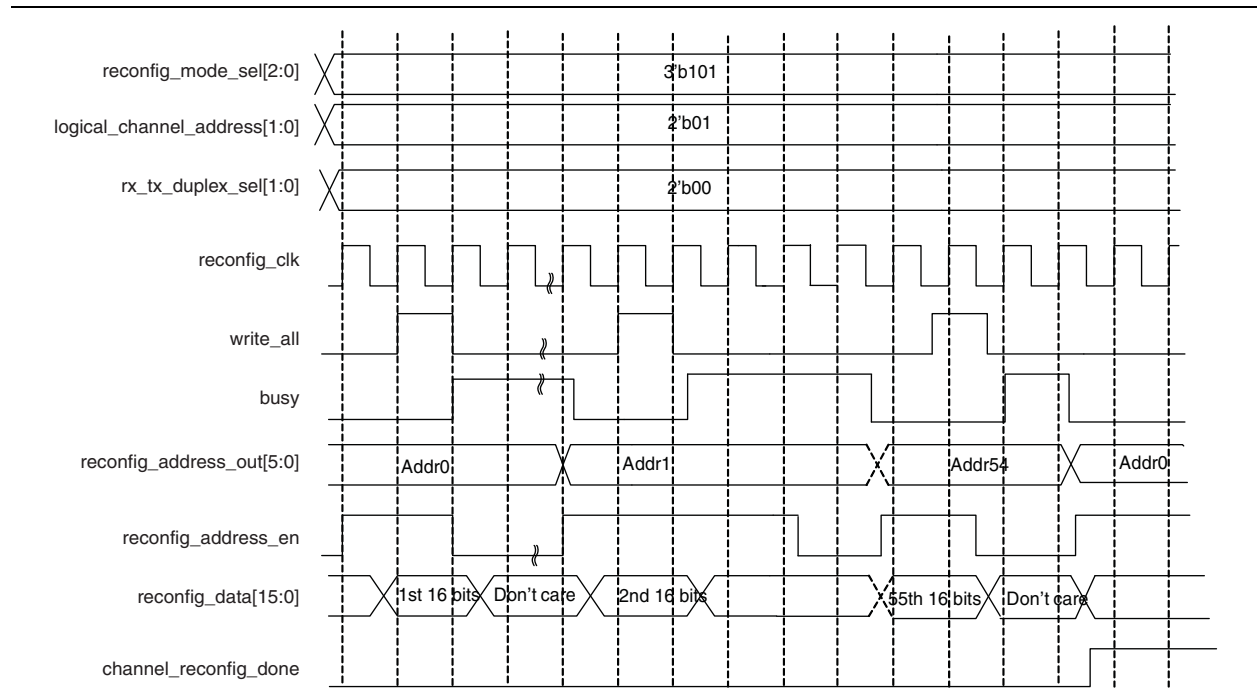 reconfig_mode_sel[2:0] 3'b101
logical_channel_address[1:0] 2'b01
rx_tx_duplex_sel[1:0] 2'b00
reconfig_clk
write_all
busy
reconfig_address_out[5:0] Addr0 Addr1 Addr54 Addr0
reconfig_address_en
reconfig_data[15:0] 1st 16 bits Don't care 2nd 16 bits 55th 16 bits Don't care
channel_reconfig_done